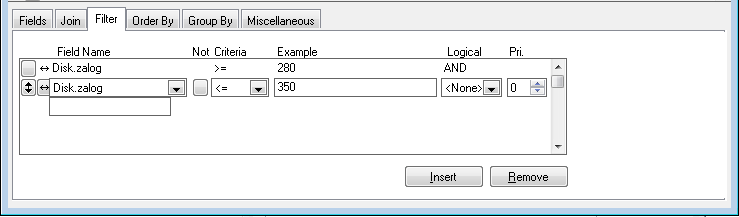 Fields Join Filter Order By Group By Miscellaneous
Field Name Not Criteria Example Logical Pri.
Disk.zalog >= 280 AND
Disk.zalog <= 350 <None> 0
Insert Remove